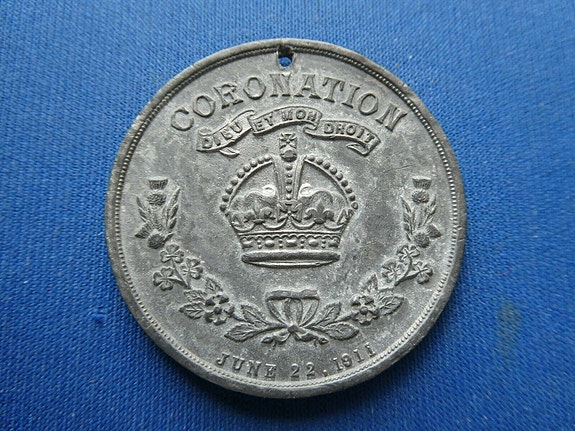 CORONATION
DIEU ET MON DROIT
JUNE 22. 1911